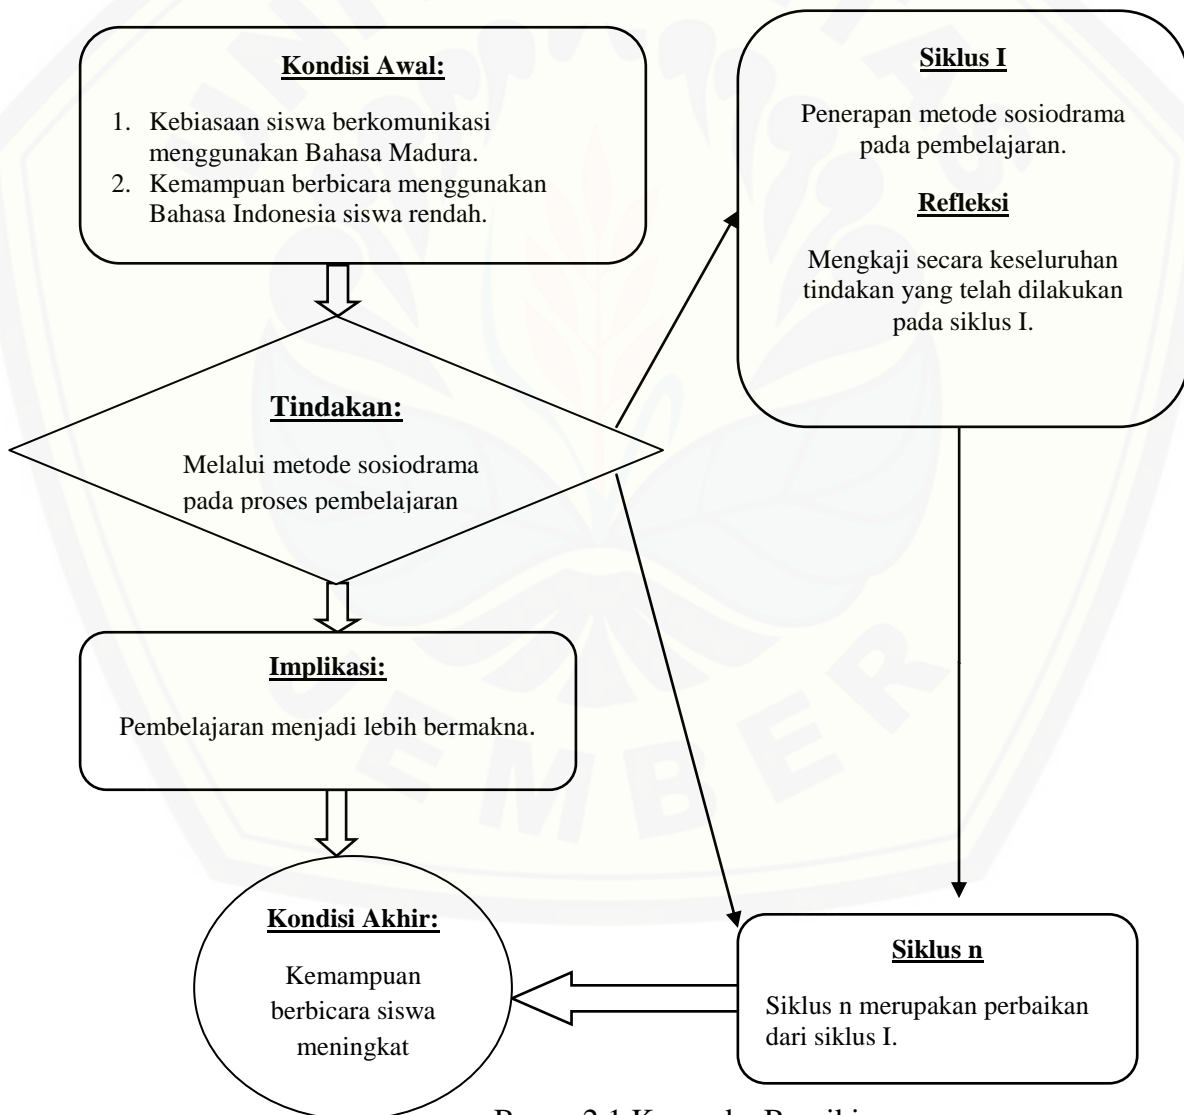 Kondisi Awal:
1. Kebiasaan siswa berkomunikasi
menggunakan Bahasa Madura.
2. Kemampuan berbicara menggunakan
Bahasa Indonesia siswa rendah.
Siklus I
Penerapan metode sosiodrama
pada pembelajaran.
Refleksi
Mengkaji secara keseluruhan
tindakan yang telah dilakukan
pada siklus I.
Tindakan:
Melalui metode sosiodrama
pada proses pembelajaran
Implikasi:
Pembelajaran menjadi lebih bermakna.
Kondisi Akhir:
Kemampuan
berbicara siswa
meningkat
Siklus n
Siklus n merupakan perbaikan
dari siklus I.
2.1
JEMBER